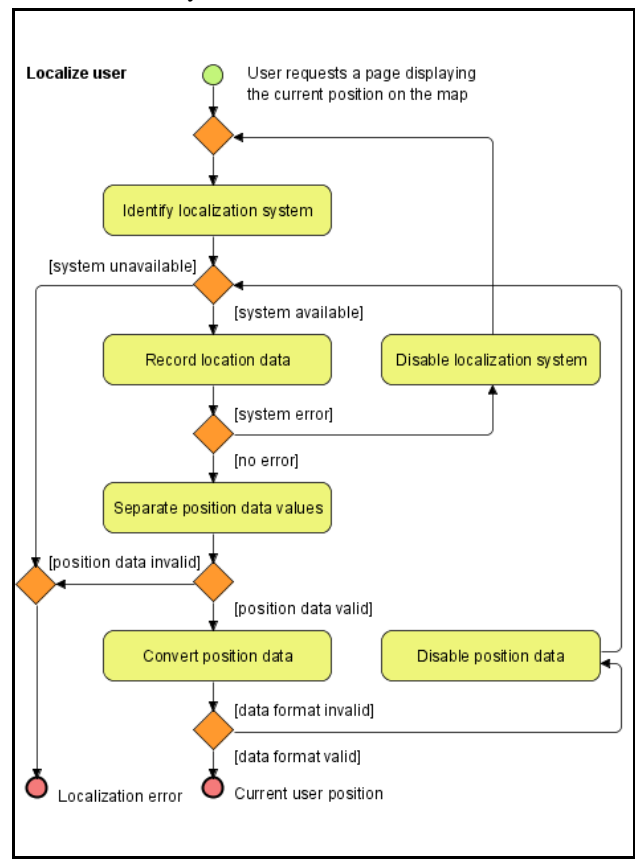 Localize user
User requests a page displaying
the current position on the map
Identify localization system
[system unavailable]
[system available]
Record location data
Disable localization system
[system error]
[no error]
Separate position data values
[position data invalid]
[position data valid]
Convert position data
Disable position data
[data format invalid]
[data format valid]
Localization error
Current user position